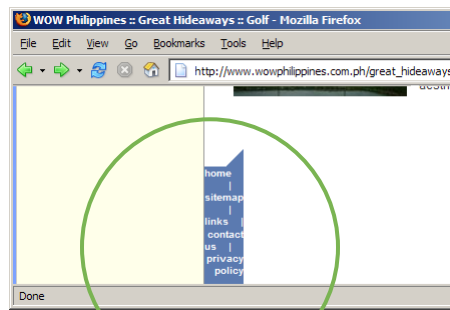 WOW Philippines :: Great Hideaways :: Golf - Mozilla Firefox
File Edit View Go Bookmarks Tools Help
http://www.wowphilippines.com.ph/great_hideaways
home
|
sitemap
|
links |
contact
us |
privacy
policy
Done